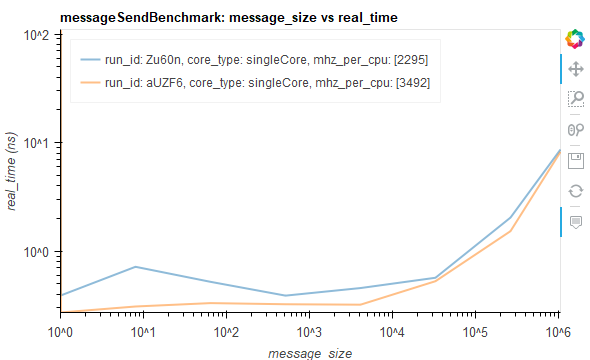 messageSendBenchmark: message_size vs real_time
10^2
run_id: Zu60n, core_type: singleCore, mhz_per_cpu: [2295]
run_id: aUZF6, core_type: singleCore, mhz_per_cpu: [3492]
10^1
real_time (ns)
10^0
10^0 10^1 10^2 10^3 10^4 10^5 10^6
message_size